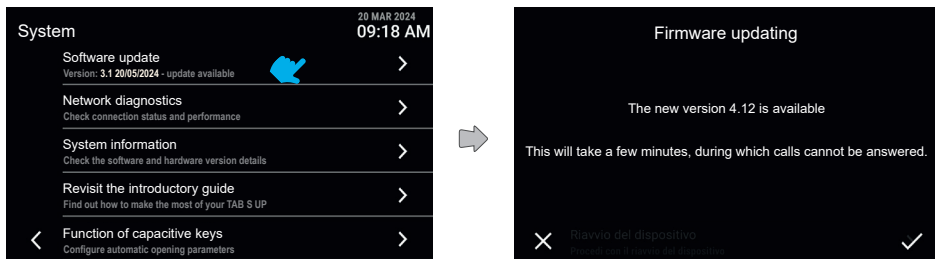 System
20 MAR 2024
09:18 AM
Software update
Version: 3.1 20/05/2024 - update available
Network diagnostics
Check connection status and performance
System information
Check the software and hardware version details
Revisit the introductory guide
Find out how to make the most of your TAB S UP
Function of capacitive keys
Configure automatic opening parameters
Firmware updating
The new version 4.12 is available
This will take a few minutes, during which calls cannot be answered.
Riavvio del dispositivo
Procedi con il riavvio del dispositivo